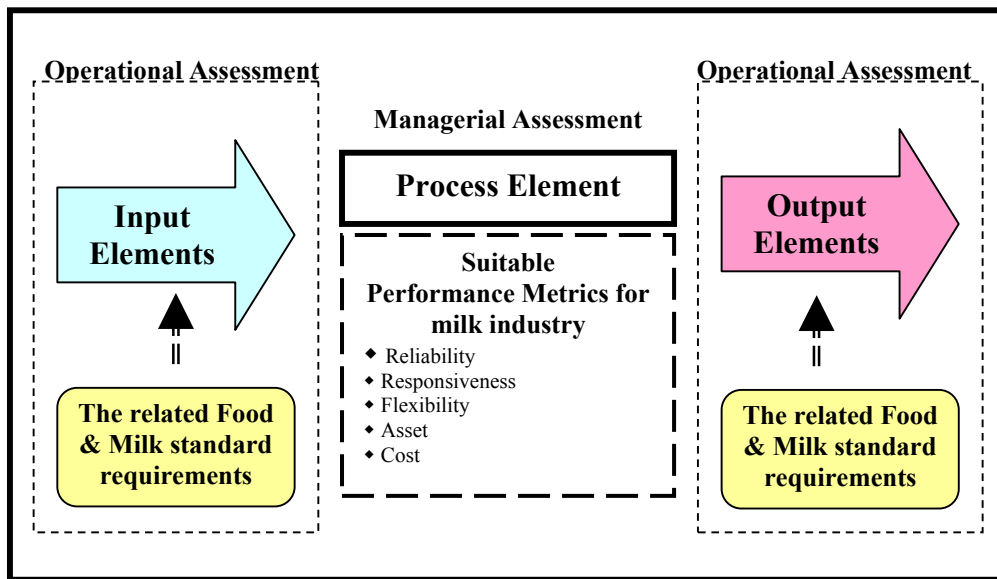 Operational Assessment
Input
Elements
The related Food
& Milk standard
requirements
Managerial Assessment
Process Element
Suitable
Performance Metrics for
milk industry
◆ Reliability
◆ Responsiveness
◆ Flexibility
◆ Asset
◆ Cost
Operational Assessment
Output
Elements
The related Food
& Milk standard
requirements